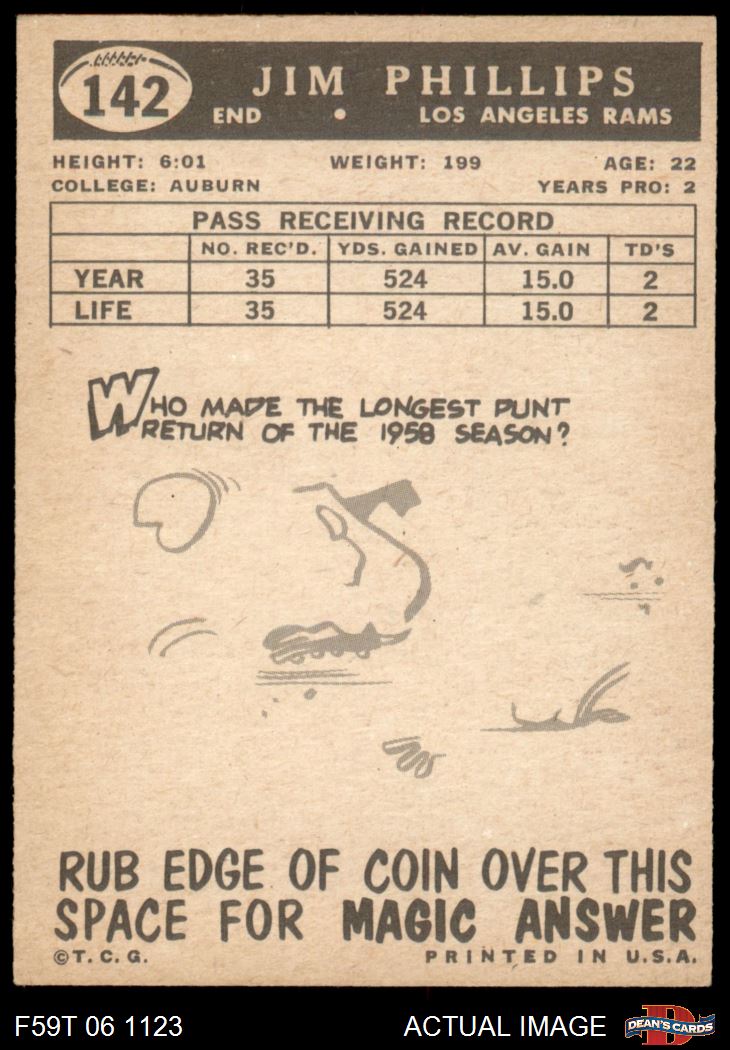 142
JIM PHILLIPS
END • LOS ANGELES RAMS
HEIGHT: 6:01 WEIGHT: 199 AGE: 22
COLLEGE: AUBURN YEARS PRO: 2
PASS RECEIVING RECORD
NO. REC'D. YDS. GAINED AV. GAIN TD'S
YEAR 35 524 15.0 2
LIFE 35 524 15.0 2
WHO MADE THE LONGEST PUNT
RETURN OF THE 1958 SEASON?
RUB EDGE OF COIN OVER THIS
SPACE FOR MAGIC ANSWER
©T.C.G. PRINTED IN U.S.A.
F59T 06 1123 ACTUAL IMAGE D DEAN'S CARDS